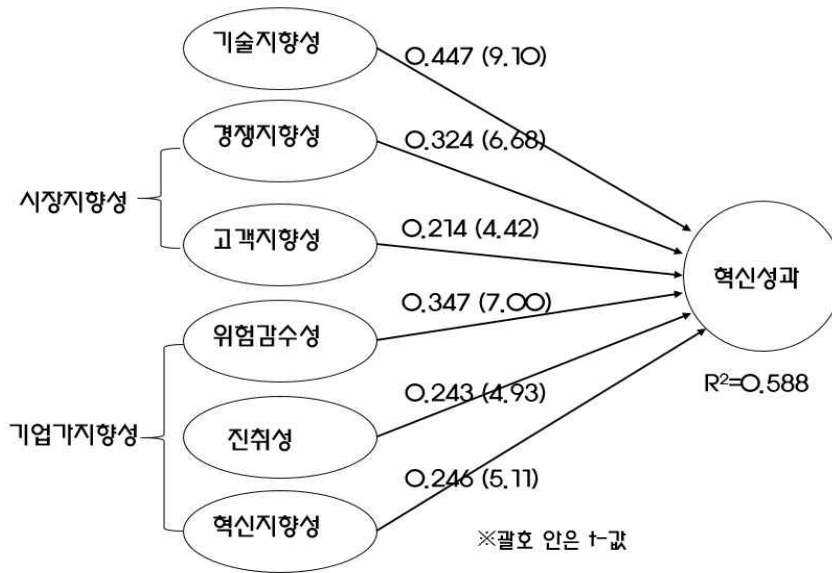 기술지향성
0.447 (9.10)
경쟁지향성
0.324 (6.68)
시장지향성
고객지향성
0.214 (4.42)
혁신성과
위험감수성
0.347 (7.00)
R²=0.588
기업가지향성
진취성
0.243 (4.93)
혁신지향성
0.246 (5.11)
※괄호 안은 t-값